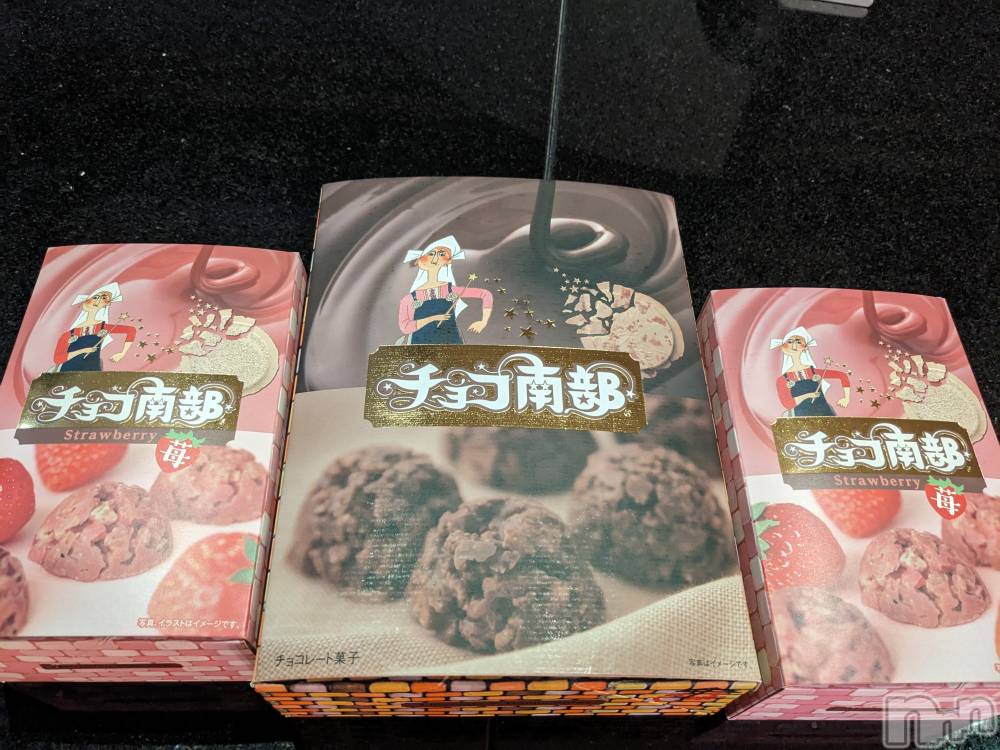 チョコ南部
Strawberry
苺
写真、イラストはイメージです。
チョコ南部
チョコレート菓子
写真はイメージです。
チョコ南部
Strawberry
苺